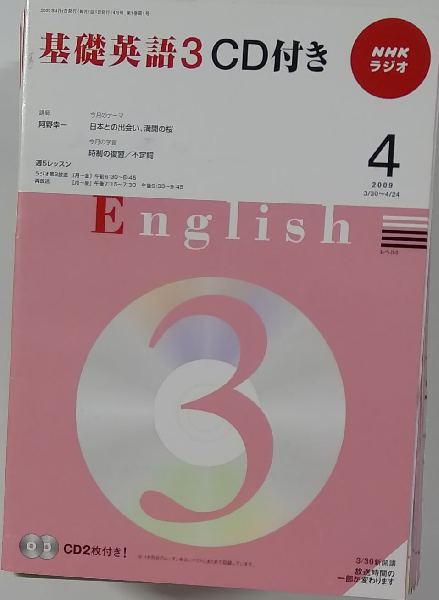 基礎英語3 CD付き
NHK
ラジオ
講師
阿野幸一
今月のテーマ
日本との出会い、満開の桜
今月の学習
時制の復習/不定詞
週5レッスン
4
2009
3/30〜4/24
English
レベル3
3
CD2枚付き!
3/30新開講
放送時間の
一部が変わります